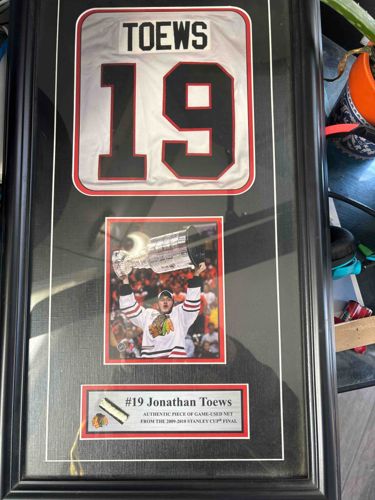 TOEWS
19
#19 Jonathan Toews
AUTHENTIC PIECE OF GAME-USED NET
FROM THE 2009-2010 STANLEY CUP® FINAL